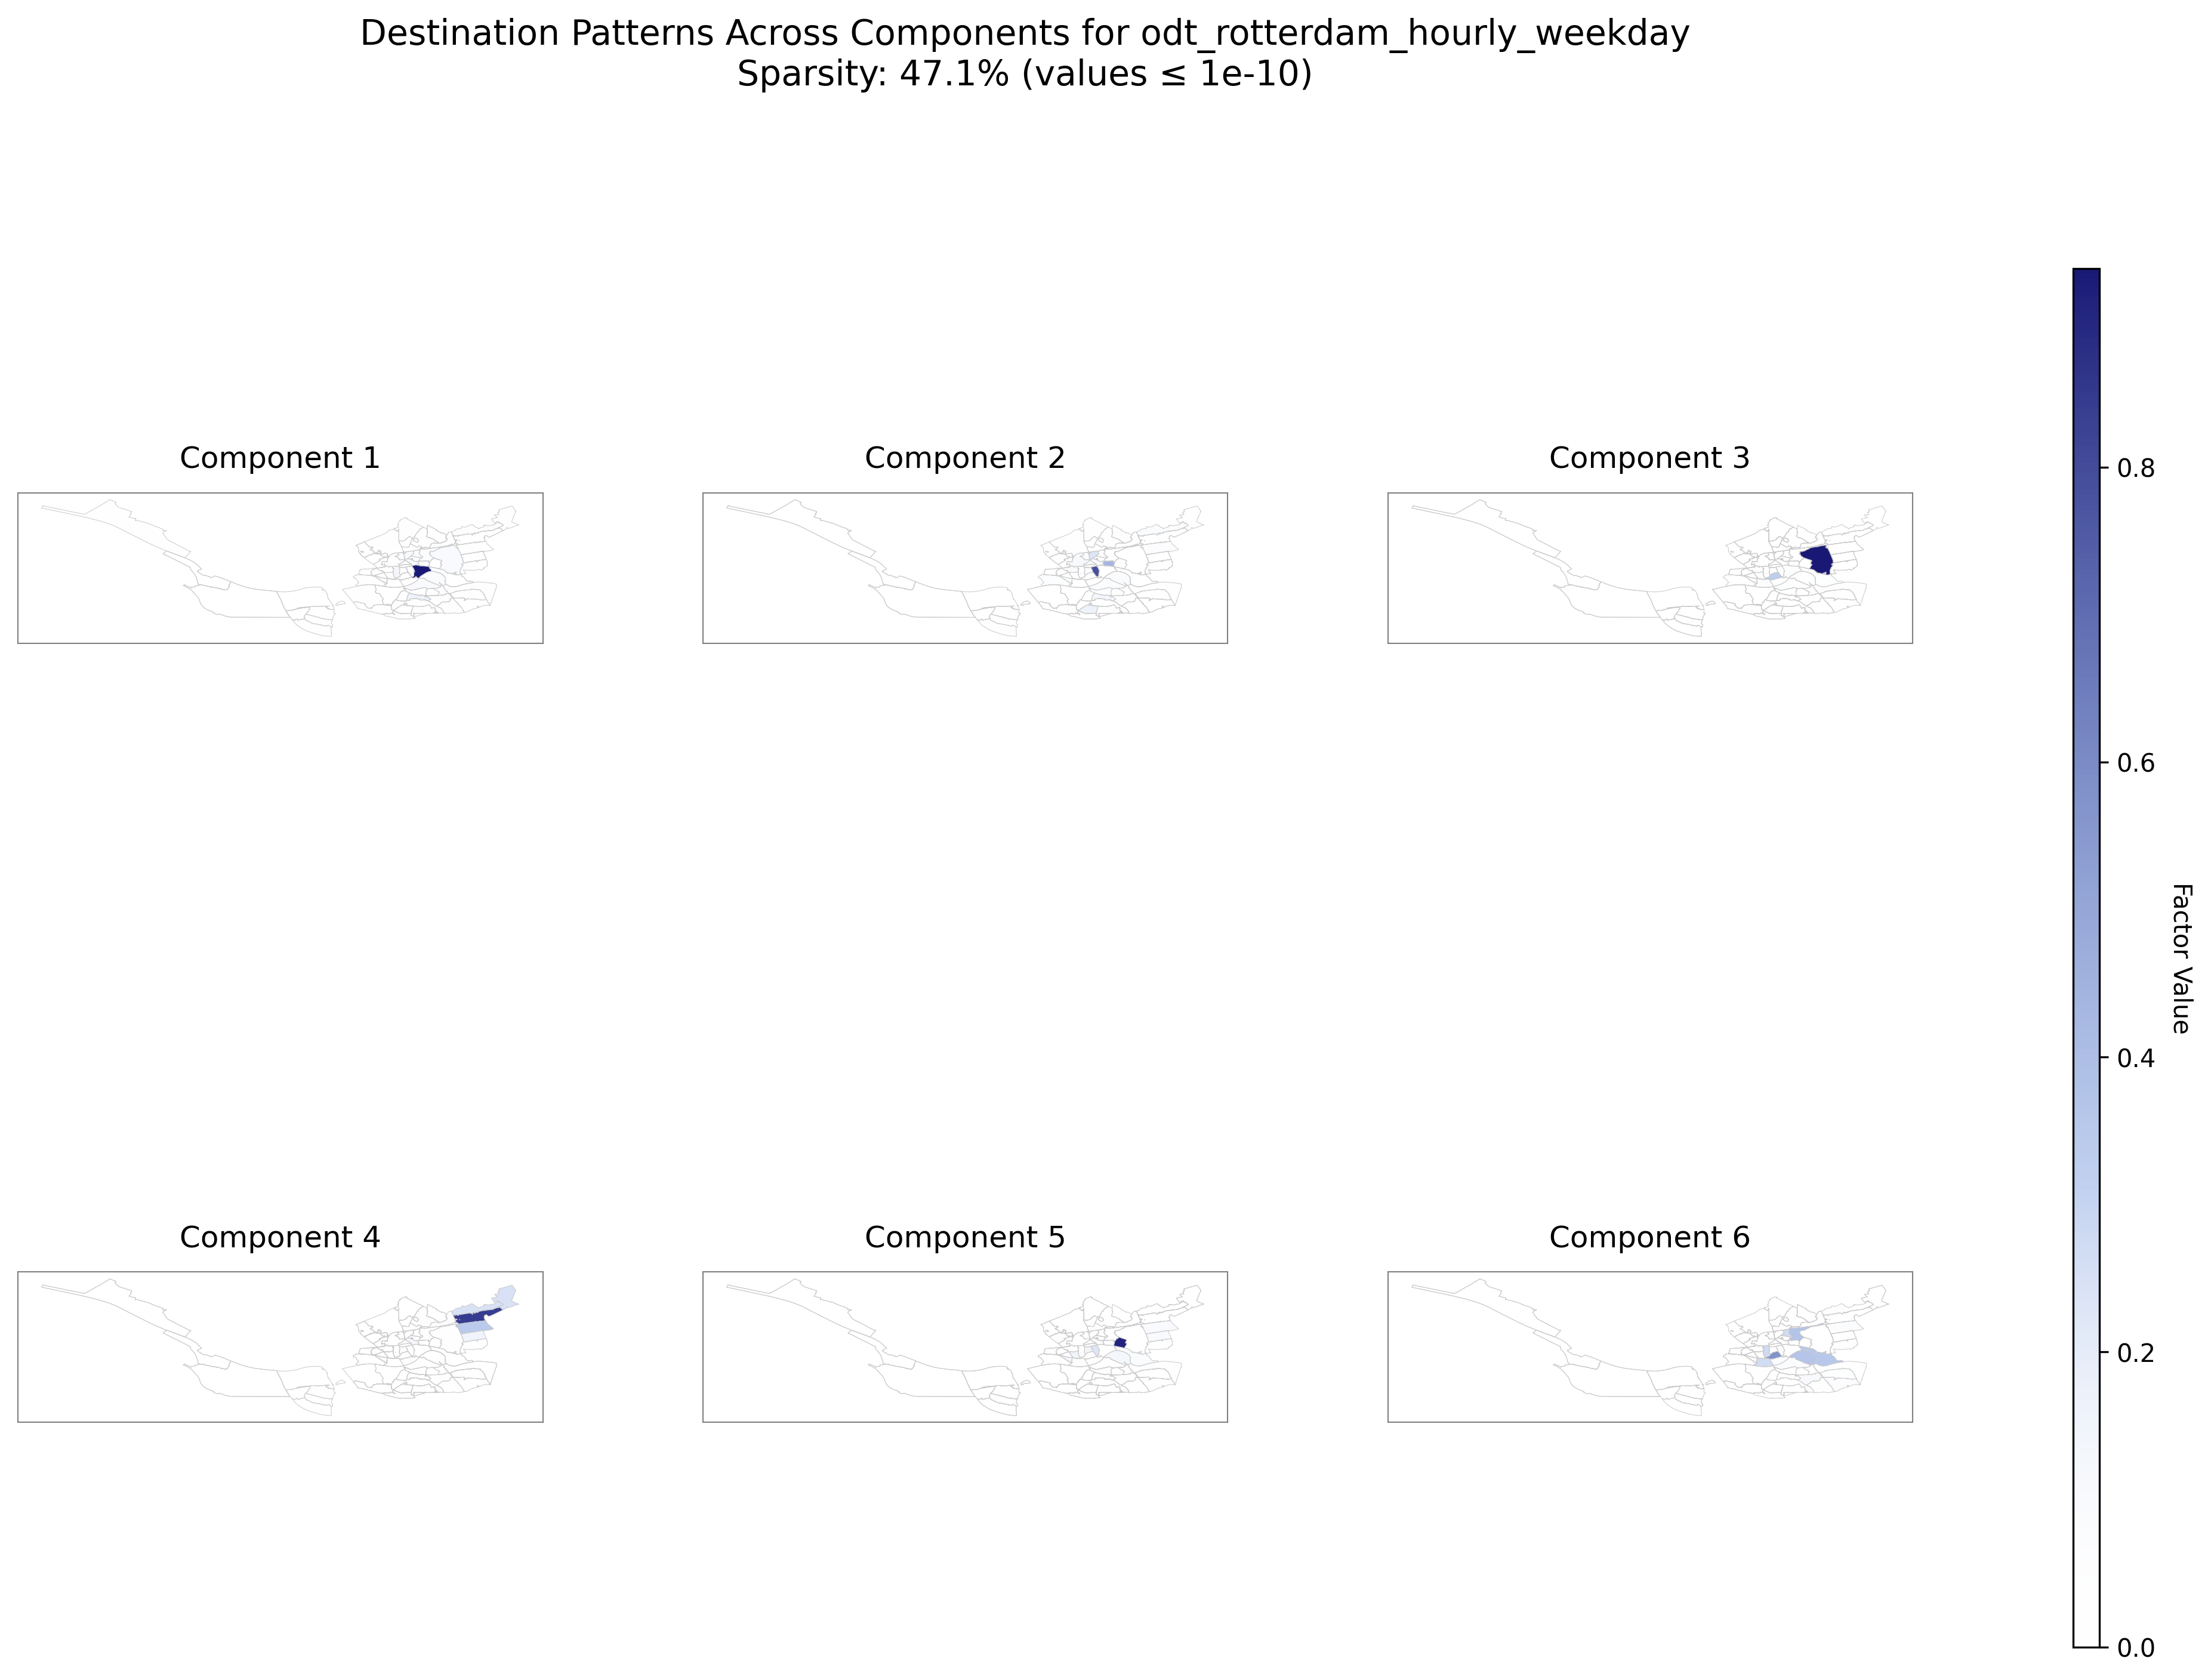 Destination Patterns Across Components for odt_rotterdam_hourly_weekday
Sparsity: 47.1% (values ≤ 1e-10)
Component 1
Component 2
Component 3
Component 4
Component 5
Component 6
0.8
0.6
0.4
0.2
0.0
Factor Value